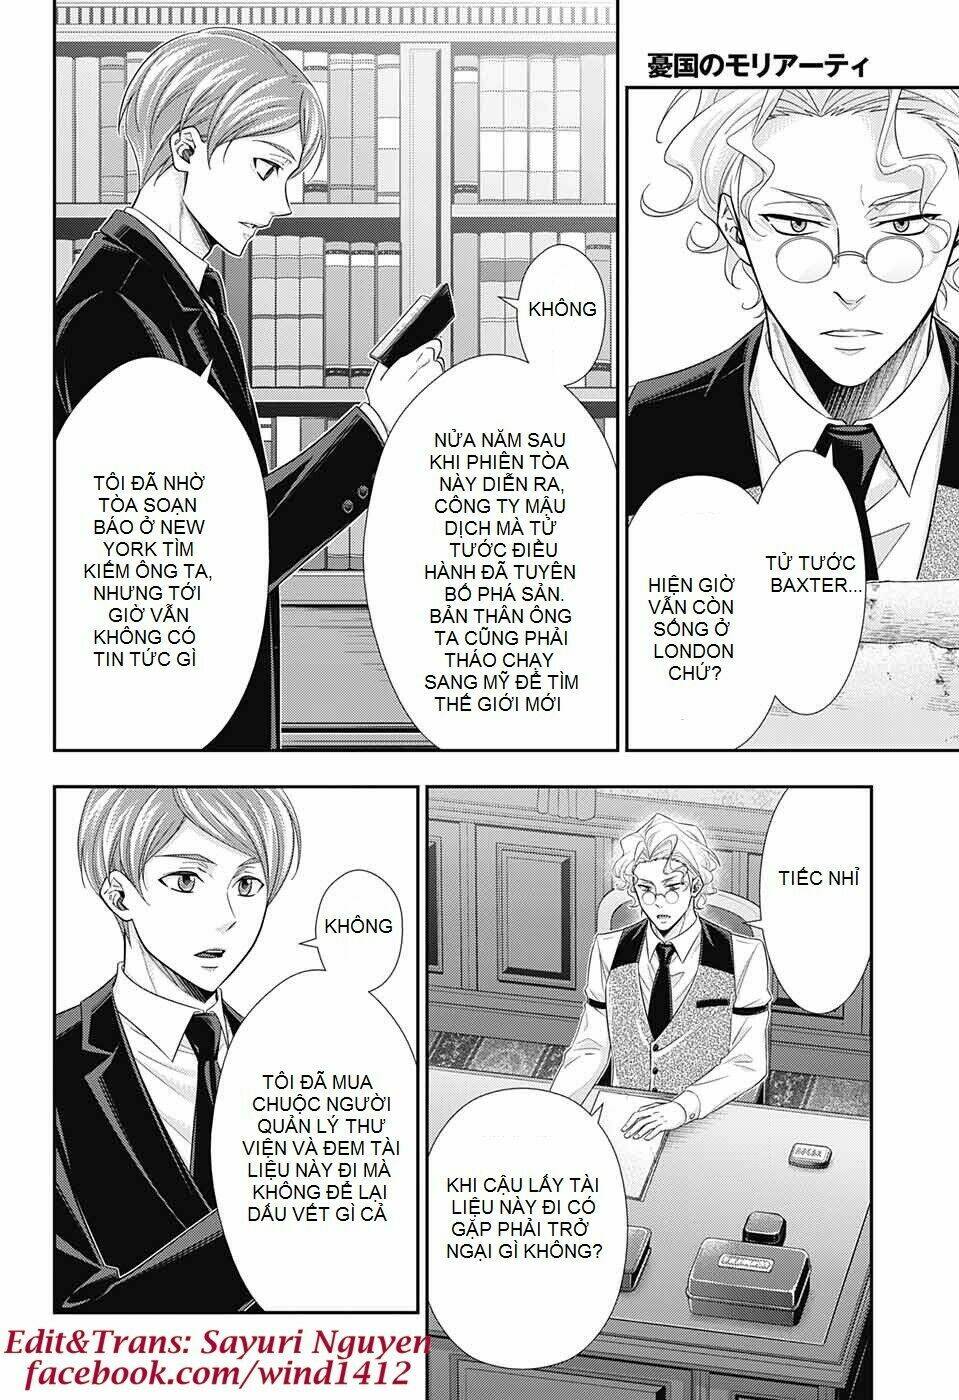 憂国のモリアーティ
TỬ TƯỚC
BAXTER...
HIỆN GIỜ
VẪN CÒN
SỐNG Ở
LONDON
CHỨ?
KHÔNG
NỬA NĂM SAU
KHI PHIÊN TÒA
NÀY DIỄN RA,
CÔNG TY MẬU
DỊCH MÀ TỬ
TƯỚC ĐIỀU
HÀNH ĐÃ TUYÊN
BỐ PHÁ SẢN.
BẢN THÂN ÔNG
TA CŨNG PHẢI
THÁO CHẠY
SANG MỸ ĐỂ TÌM
THẾ GIỚI MỚI
TÔI ĐÃ NHỜ
TÒA SOẠN
BÁO Ở NEW
YORK TÌM
KIẾM ÔNG TA,
NHƯNG TỚI
GIỜ VẪN
KHÔNG CÓ
TIN TỨC GÌ
TIẾC NHỈ
KHI CẬU LẤY TÀI
LIỆU NÀY ĐI CÓ
GẶP PHẢI TRỞ
NGẠI GÌ KHÔNG?
KHÔNG
TÔI ĐÃ MUA
CHUỘC NGƯỜI
QUẢN LÝ THƯ
VIỆN VÀ ĐEM TÀI
LIỆU NÀY ĐI MÀ
KHÔNG ĐỂ LẠI
DẤU VẾT GÌ CẢ
Edit&Trans: Sayuri Nguyen
facebook.com/wind1412